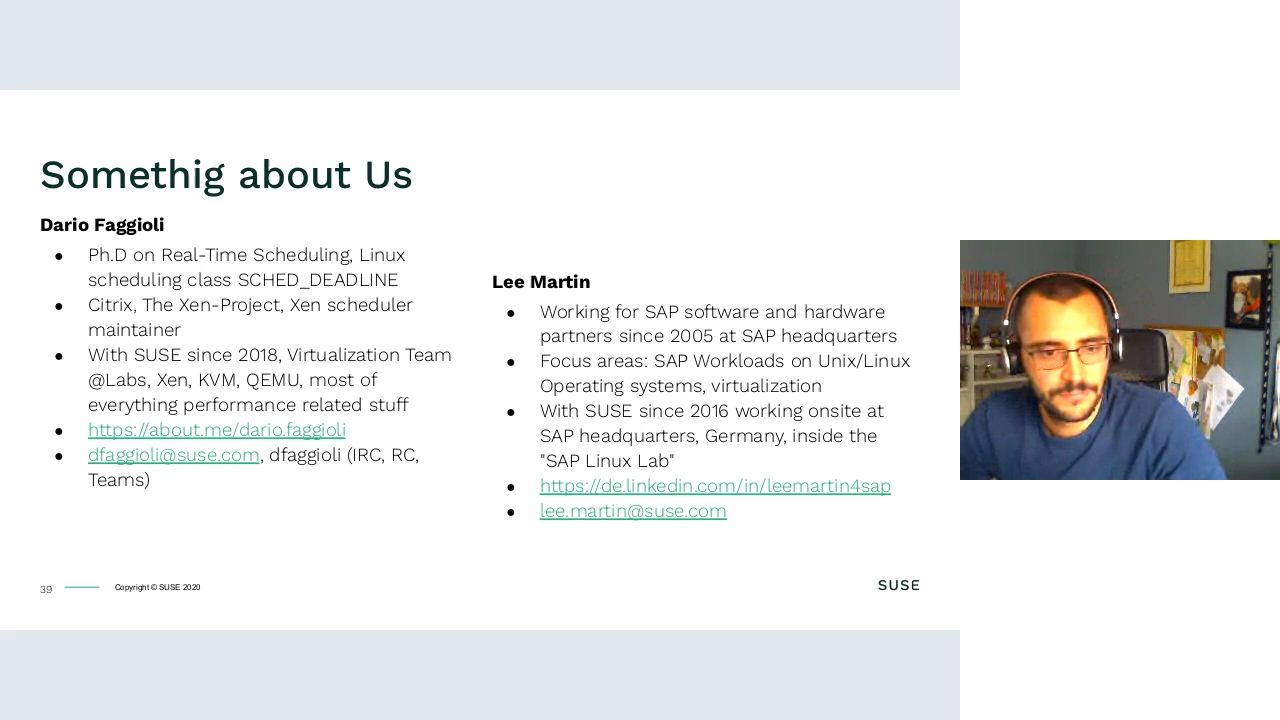 Somethig about Us
Dario Faggioli
● Ph.D on Real-Time Scheduling, Linux
scheduling class SCHED_DEADLINE
● Citrix, The Xen-Project, Xen scheduler
maintainer
● With SUSE since 2018, Virtualization Team
@Labs, Xen, KVM, QEMU, most of
everything performance related stuff
● https://about.me/dario.faggioli
● dfaggioli@suse.com, dfaggioli (IRC, RC,
Teams)
Lee Martin
● Working for SAP software and hardware
partners since 2005 at SAP headquarters
● Focus areas: SAP Workloads on Unix/Linux
Operating systems, virtualization
● With SUSE since 2016 working onsite at
SAP headquarters, Germany, inside the
"SAP Linux Lab"
● https://de.linkedin.com/in/leemartin4sap
● lee.martin@suse.com
39
Copyright © SUSE 2020
SUSE